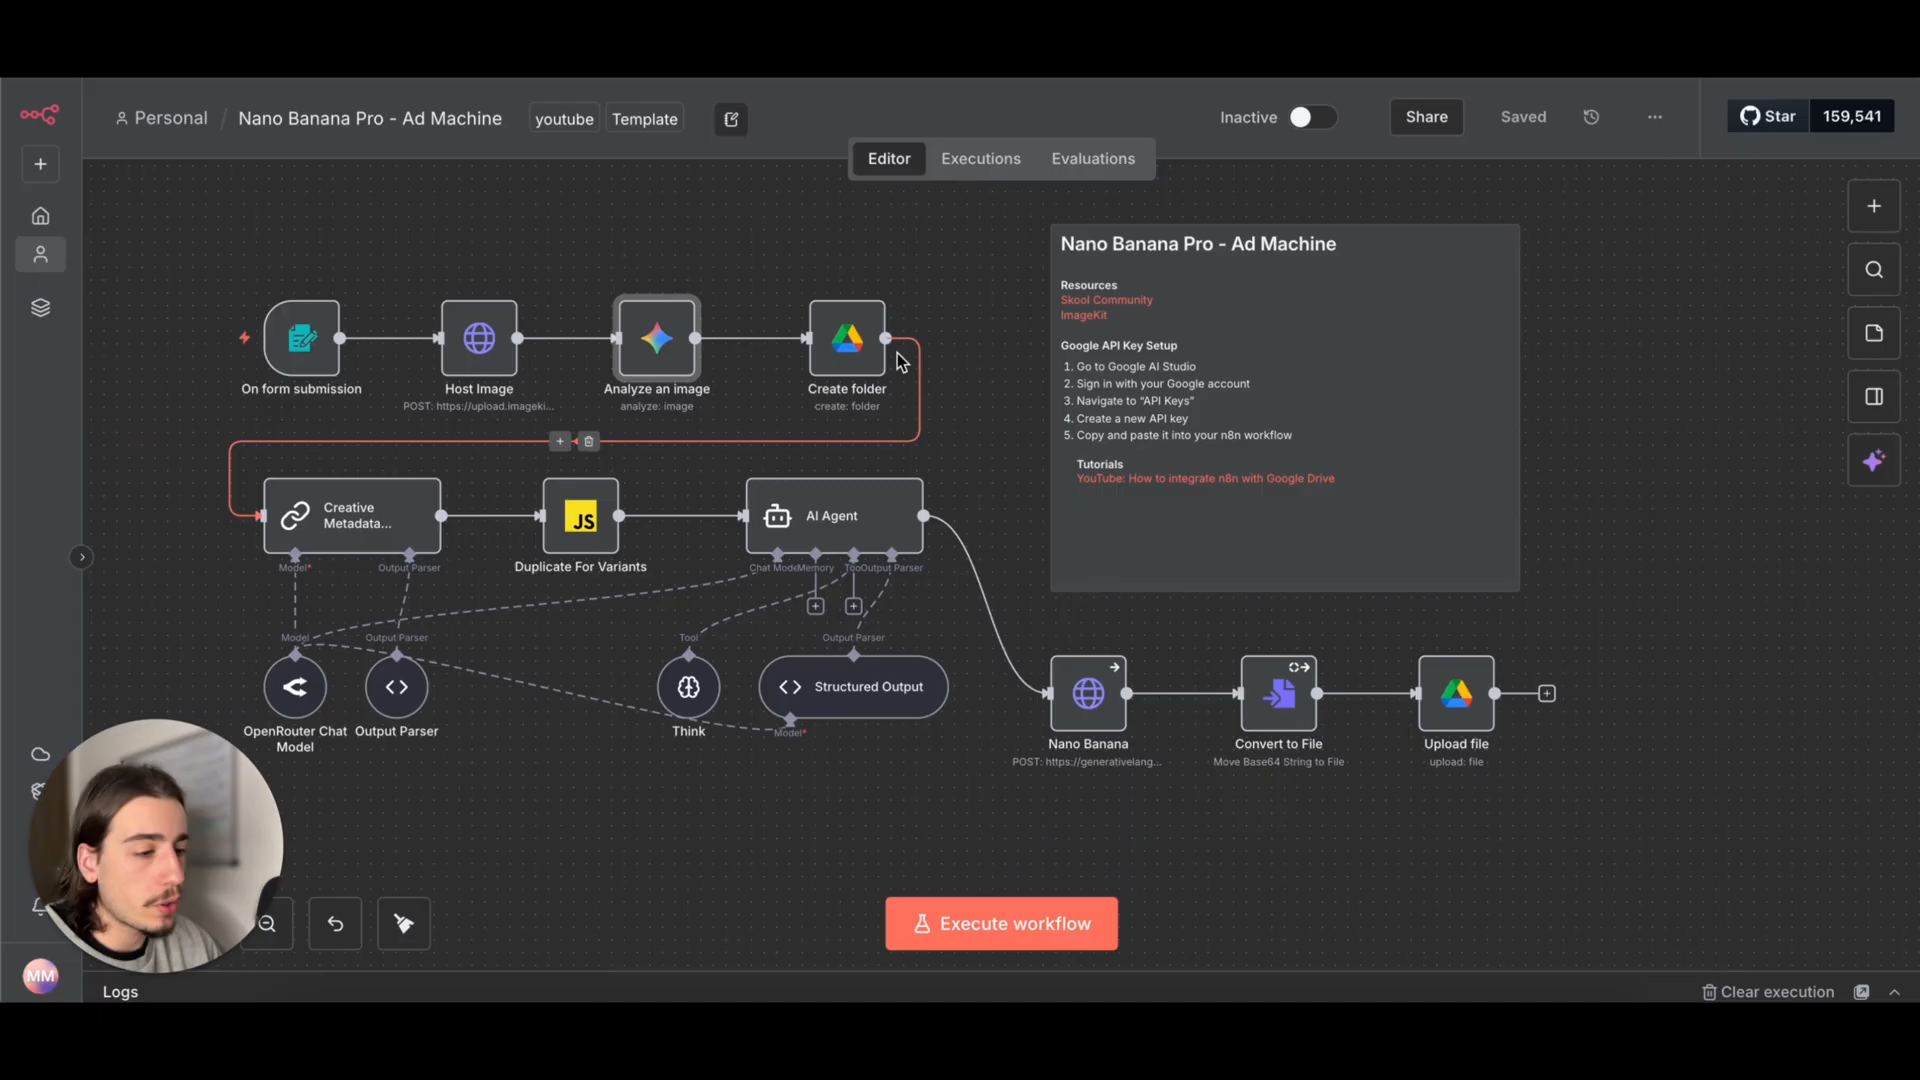 Personal / Nano Banana Pro - Ad Machine youtube Template
Inactive Share Saved ... Star 159,541
Editor Executions Evaluations
Nano Banana Pro - Ad Machine
Resources
Skool Community
ImageKit
Google API Key Setup
1. Go to Google AI Studio
2. Sign in with your Google account
3. Navigate to “API Keys”
4. Create a new API key
5. Copy and paste it into your n8n workflow
Tutorials
YouTube: How to integrate n8n with Google Drive
On form submission
Host Image
POST: https://upload.imageki...
Analyze an image
analyze: image
Create folder
create: folder
Creative
Metadata...
Model*
Output Parser
JS
Duplicate For Variants
AI Agent
Chat Mode
Memory
Too
Output Parser
Model
Output Parser
Tool
Output Parser
OpenRouter Chat
Model
Output Parser
Think
Structured Output
Model*
Nano Banana
POST: https://generativelang...
Convert to File
Move Base64 String to File
Upload file
upload: file
Execute workflow
MM
Logs
Clear execution